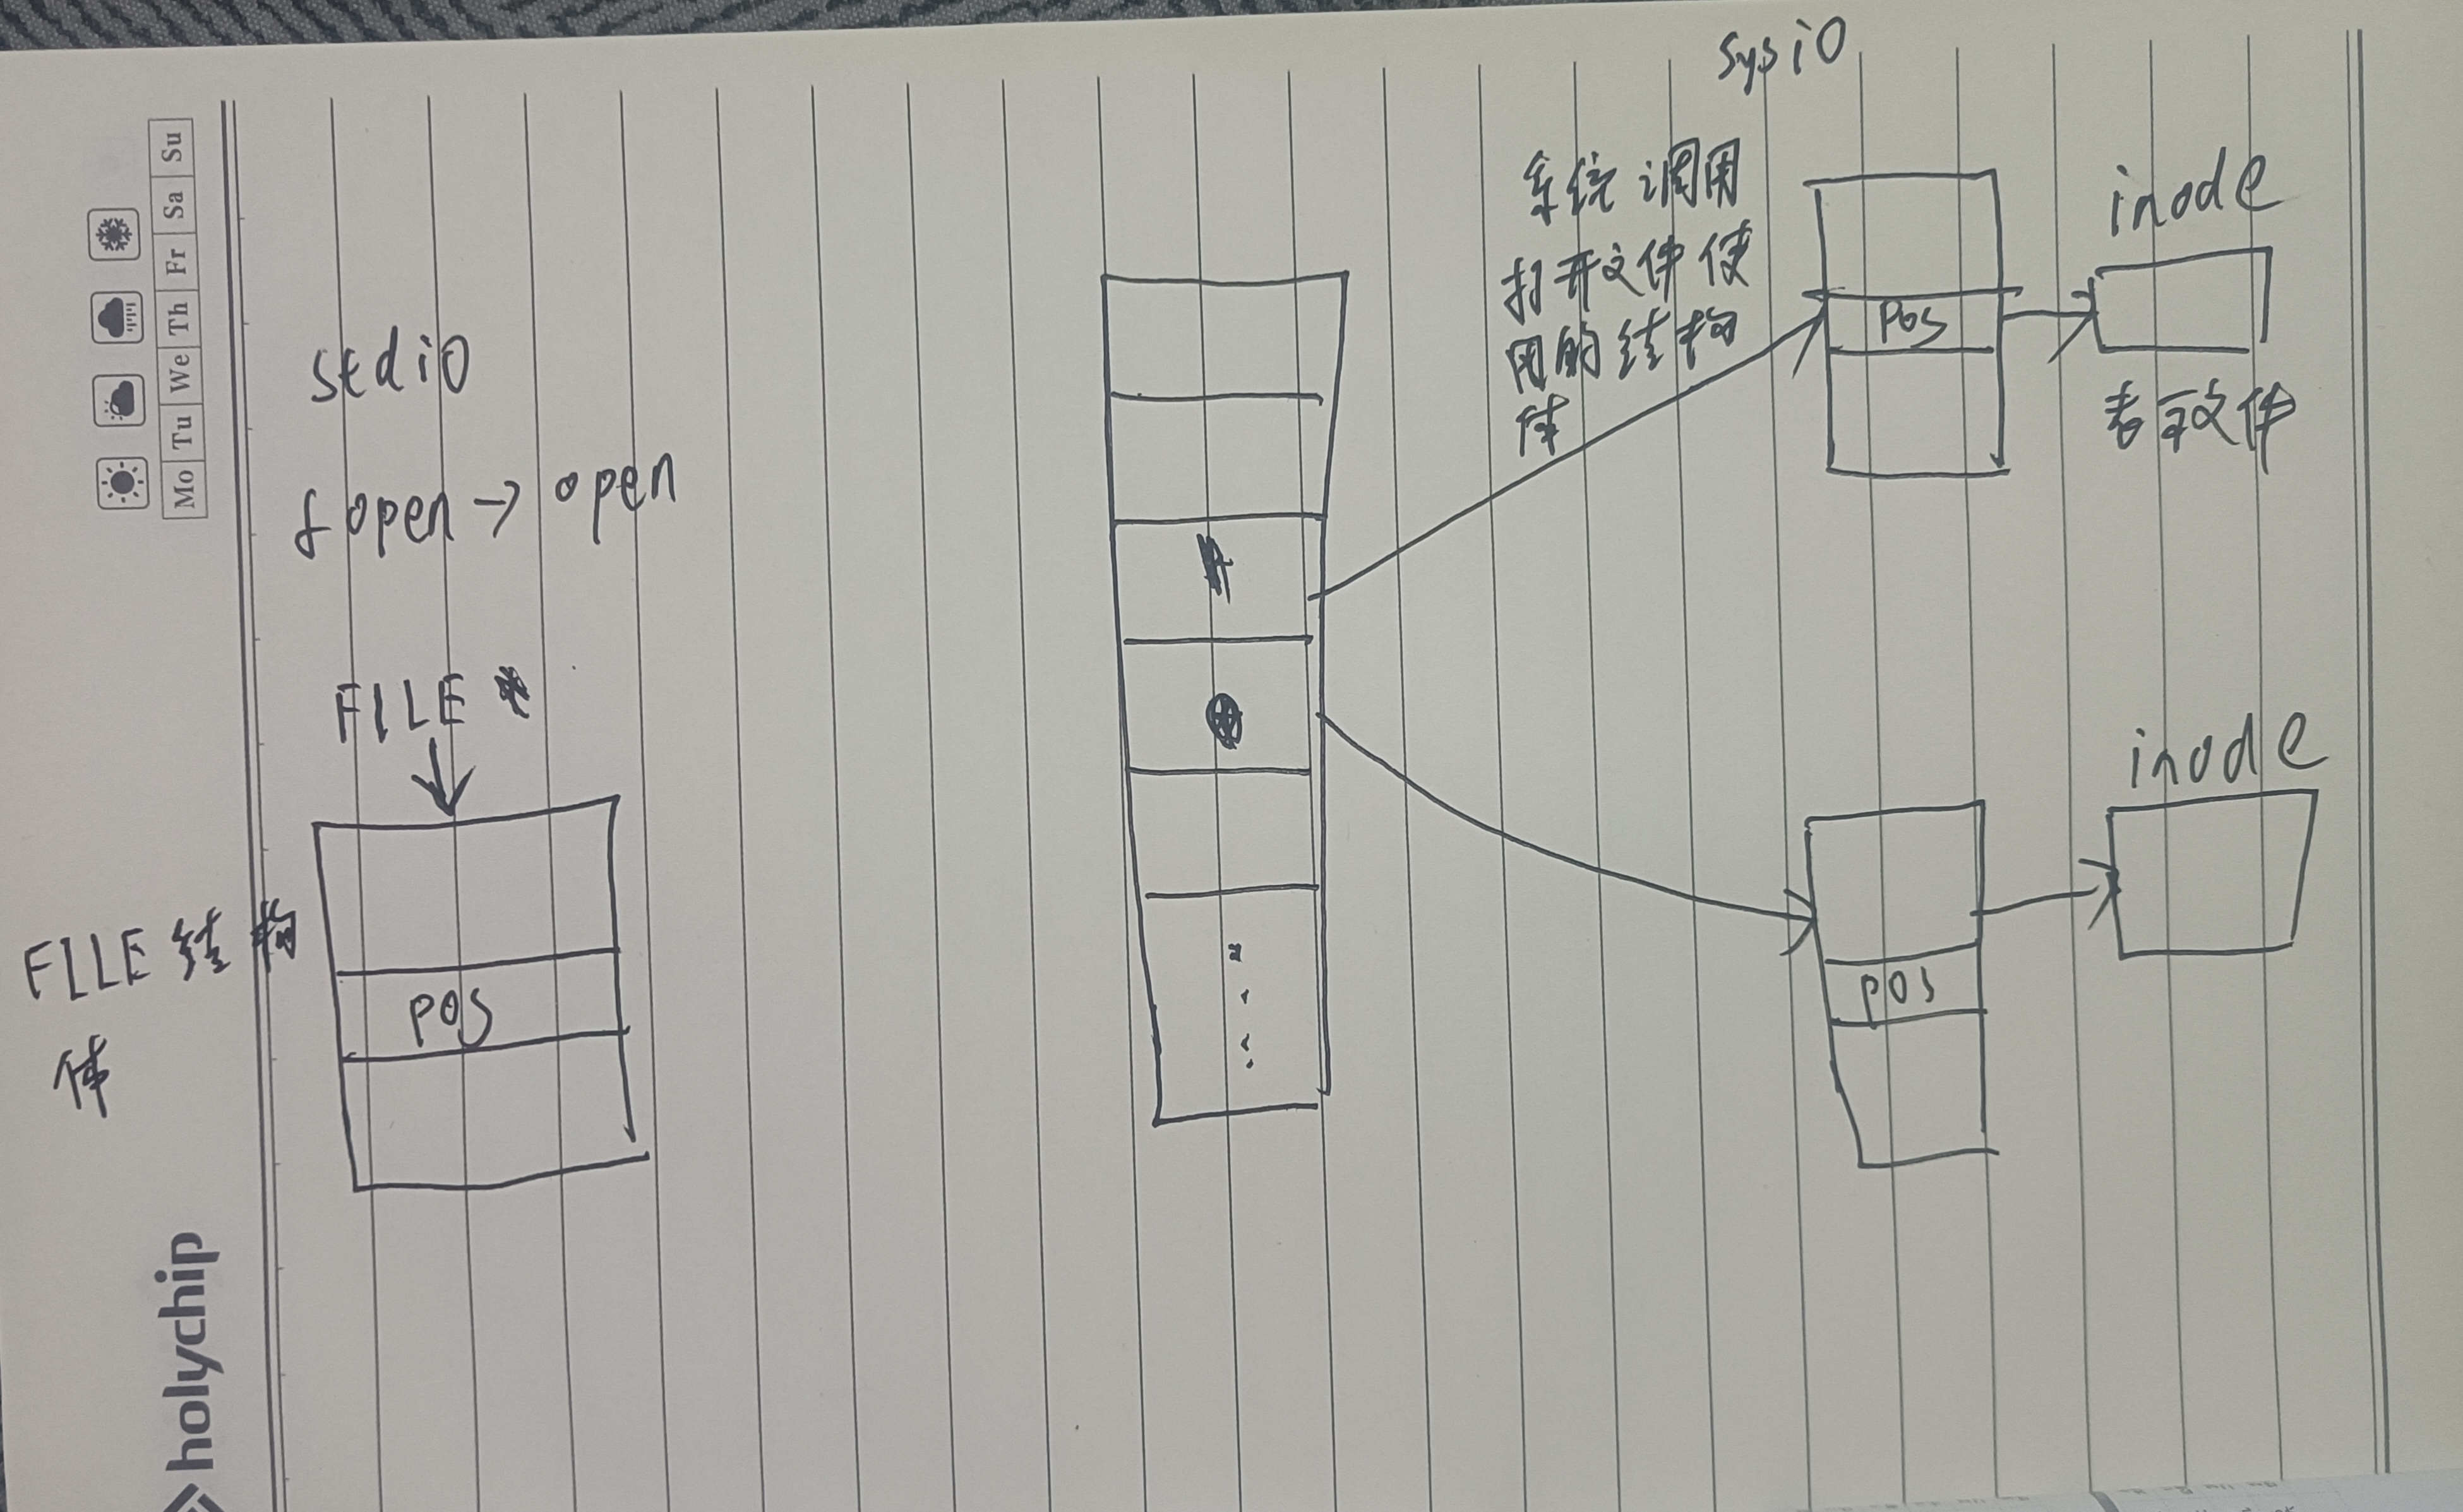 sysio
系统调用
打开文件使
用的结构
体
inode
pos
表示文件
stdio
fopen → open
FILE *
FILE结构
体
pos
inode
pos
Mo Tu We Th Fr Sa Su
holychip